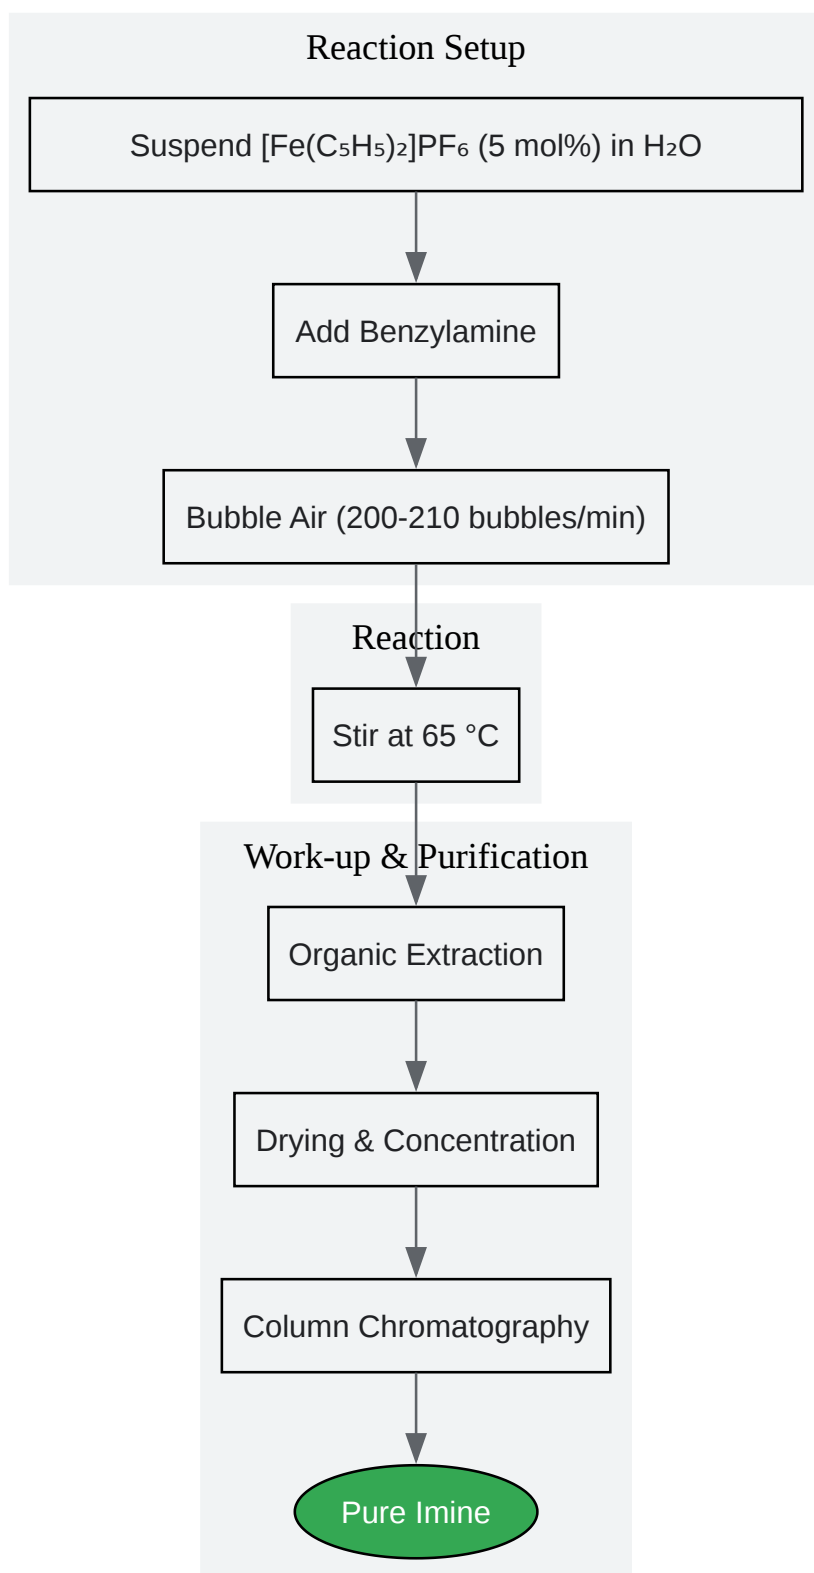 Reaction Setup
Suspend [Fe(C₅H₅)₂]PF₆ (5 mol%) in H₂O
Add Benzylamine
Bubble Air (200-210 bubbles/min)
Reaction
Stir at 65 °C
Work-up & Purification
Organic Extraction
Drying & Concentration
Column Chromatography
Pure Imine